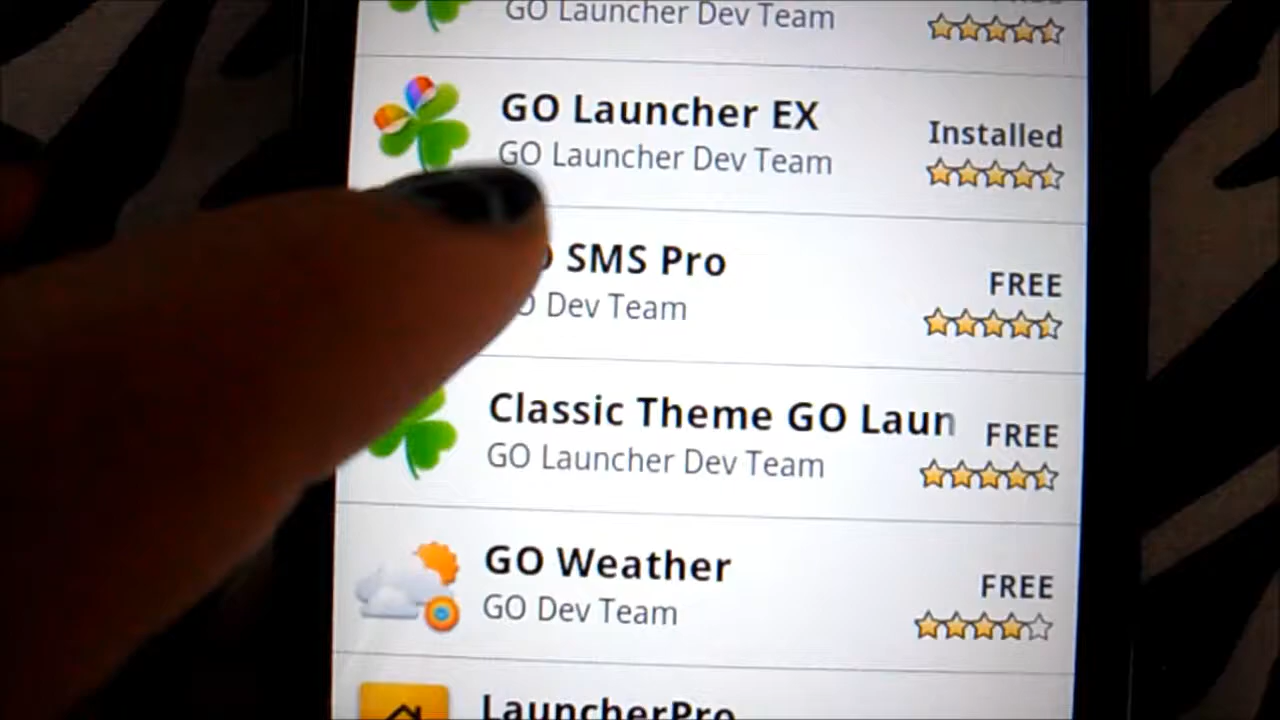 GO Launcher Dev Team
GO Launcher EX
GO Launcher Dev Team
Installed
SMS Pro
Dev Team
FREE
Classic Theme GO Laun
GO Launcher Dev Team
FREE
GO Weather
GO Dev Team
FREE
LauncherPro